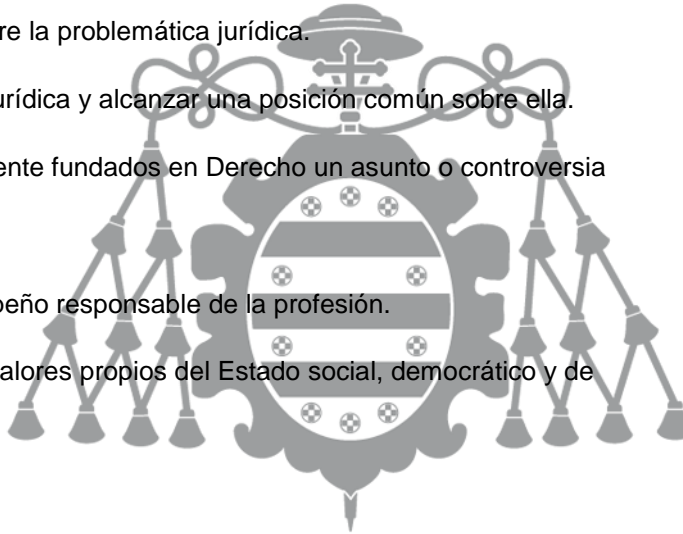 re la problemática jurídica.
urídica y alcanzar una posición común sobre ella.
ente fundados en Derecho un asunto o controversia
peño responsable de la profesión.
alores propios del Estado social, democrático y de